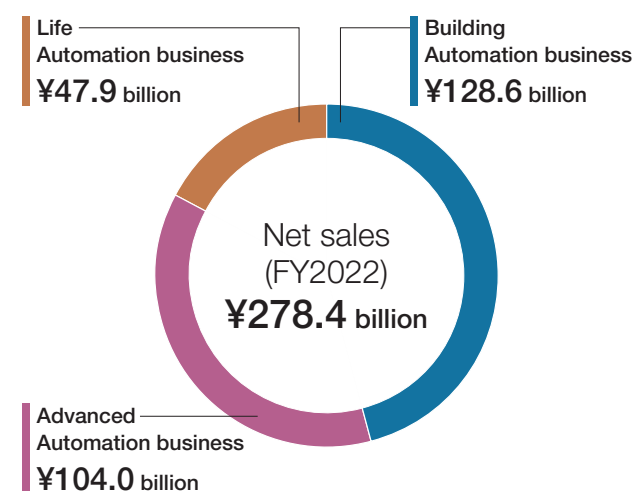 Life
Automation business
¥47.9 billion
Building
Automation business
¥128.6 billion
Net sales
(FY2022)
¥278.4 billion
Advanced
Automation business
¥104.0 billion